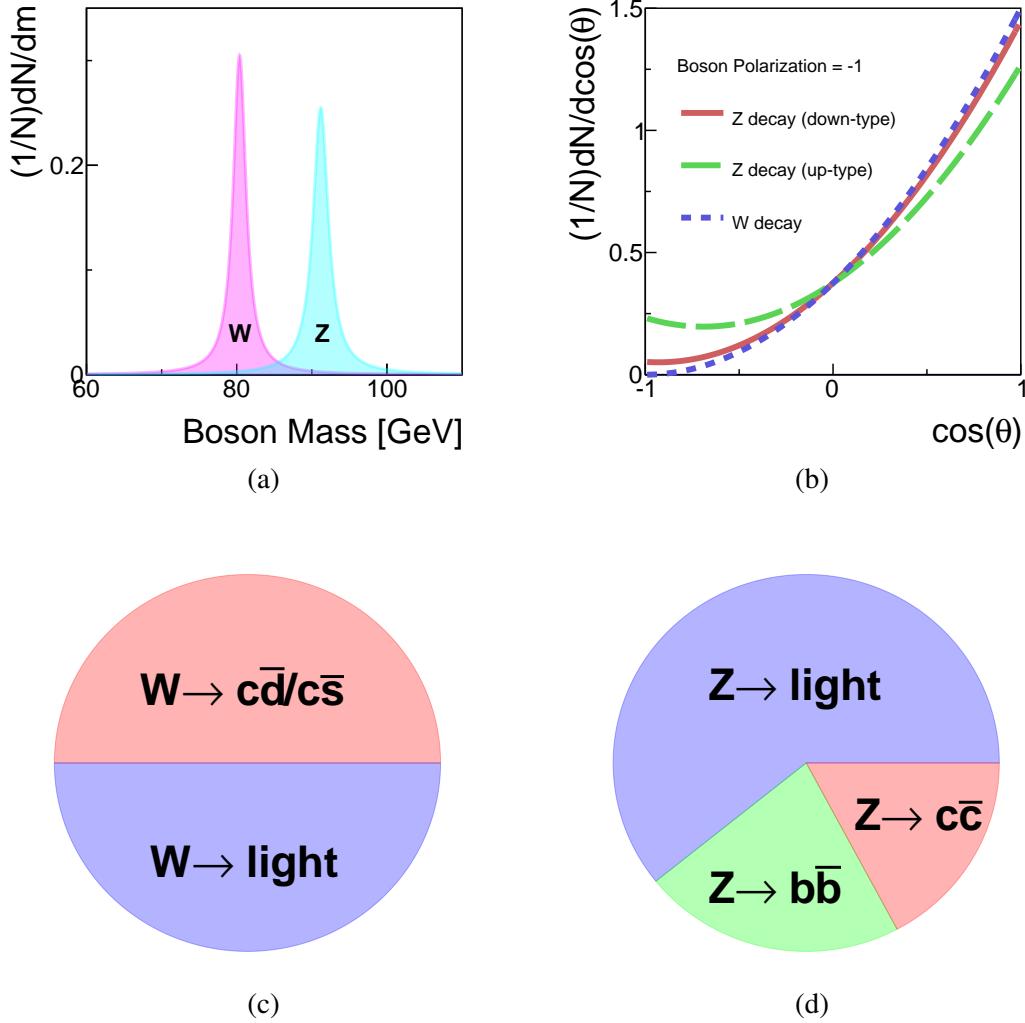 (1/N)dN/dm
0.2
0
W
Z
60
80
100
Boson Mass [GeV]
(a)
(1/N)dN/dcos(θ)
1.5
1
0.5
0
Boson Polarization = -1
Z decay (down-type)
Z decay (up-type)
W decay
-1
0
1
cos(θ)
(b)
W→ cd̅/cs̅
W→ light
(c)
Z→ light
Z→ cc̅
Z→ bb̅
(d)